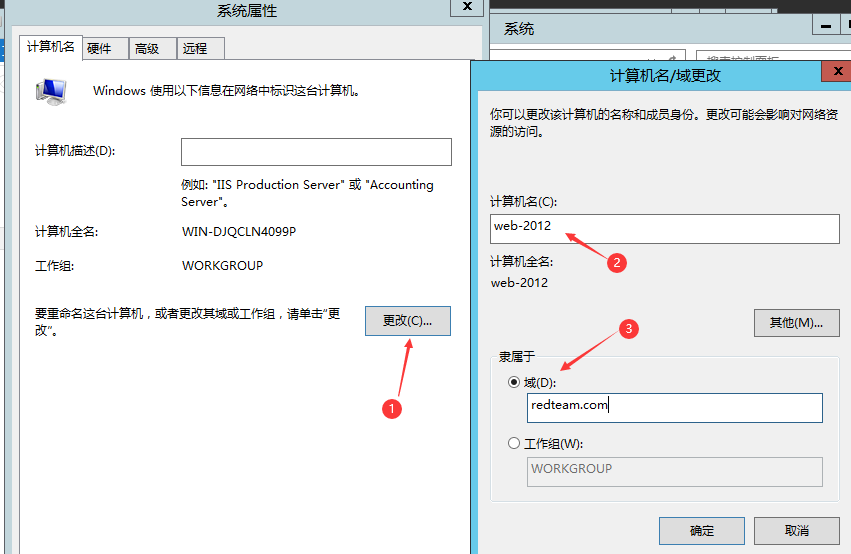 系统属性
x
计算机名
硬件
高级
远程
Windows 使用以下信息在网络中标识这台计算机。
计算机描述(D):
例如: "IIS Production Server" 或 "Accounting
Server"。
计算机全名:
WIN-DJQCLN4099P
工作组:
WORKGROUP
要重命名这台计算机，或者更改其域或工作组，请单击"更
改"。
更改(C)...
1
系统
计算机名/域更改
x
你可以更改该计算机的名称和成员身份。更改可能会影响对网络资
源的访问。
计算机名(C):
web-2012
2
计算机全名:
web-2012
其他(M)...
3
隶属于
域(D):
redteam.com
工作组(W):
WORKGROUP
确定
取消